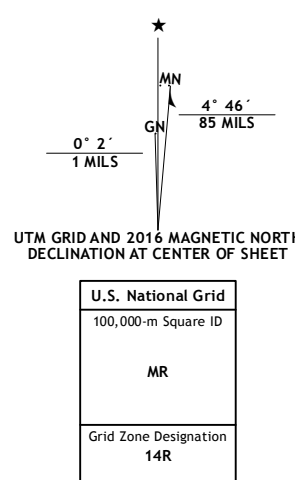 MN
4° 46´
85 MILS
GN
0° 2´
1 MILS
UTM GRID AND 2016 MAGNETIC NORTH
DECLINATION AT CENTER OF SHEET
U.S. National Grid
100,000-m Square ID
MR
Grid Zone Designation
14R